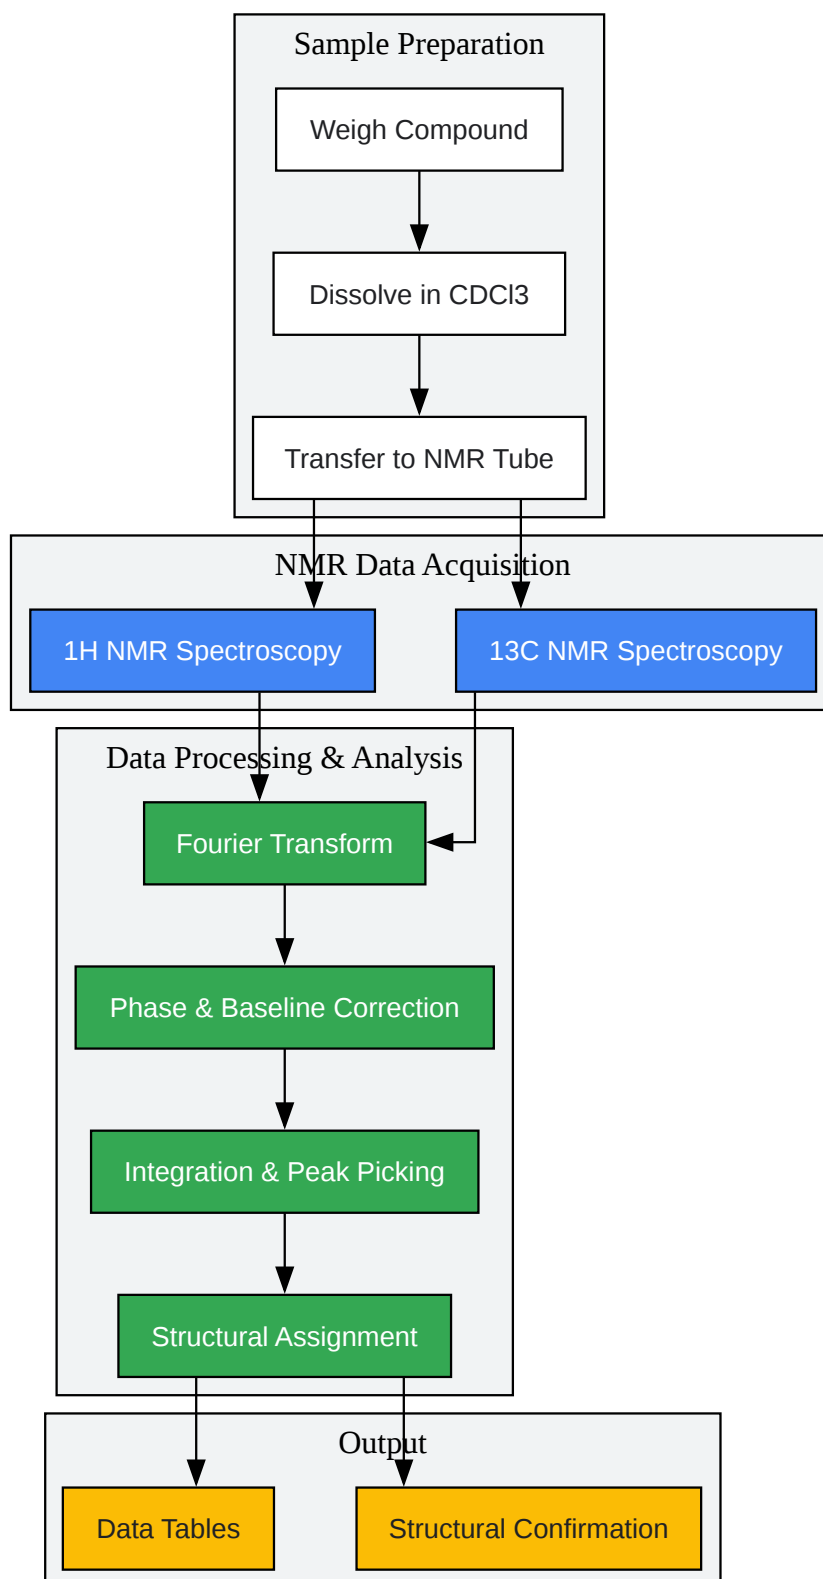 Sample Preparation
Weigh Compound
Dissolve in CDCl3
Transfer to NMR Tube
NMR Data Acquisition
1H NMR Spectroscopy
13C NMR Spectroscopy
Data Processing & Analysis
Fourier Transform
Phase & Baseline Correction
Integration & Peak Picking
Structural Assignment
Output
Data Tables
Structural Confirmation